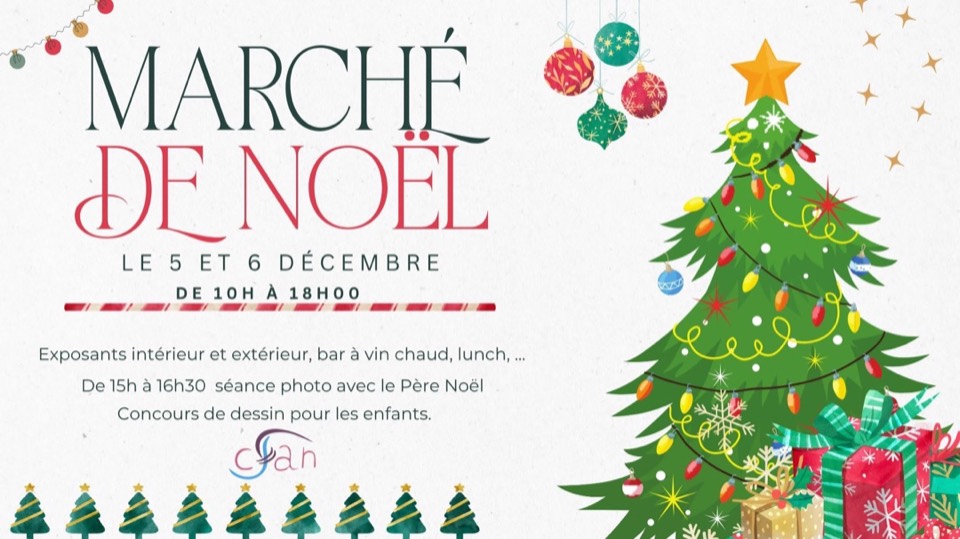 MARCHÉ
DE NOËL
LE 5 ET 6 DÉCEMBRE
DE 10H À 18H00
Exposants intérieur et extérieur, bar à vin chaud, lunch, ...
De 15h à 16h30 séance photo avec le Père Noël
Concours de dessin pour les enfants.